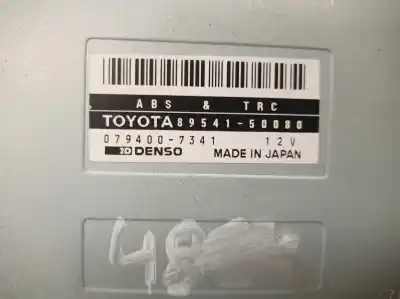 ABS & TRC
TOYOTA 89541-50080
079400-7341 12V
DENSO MADE IN JAPAN